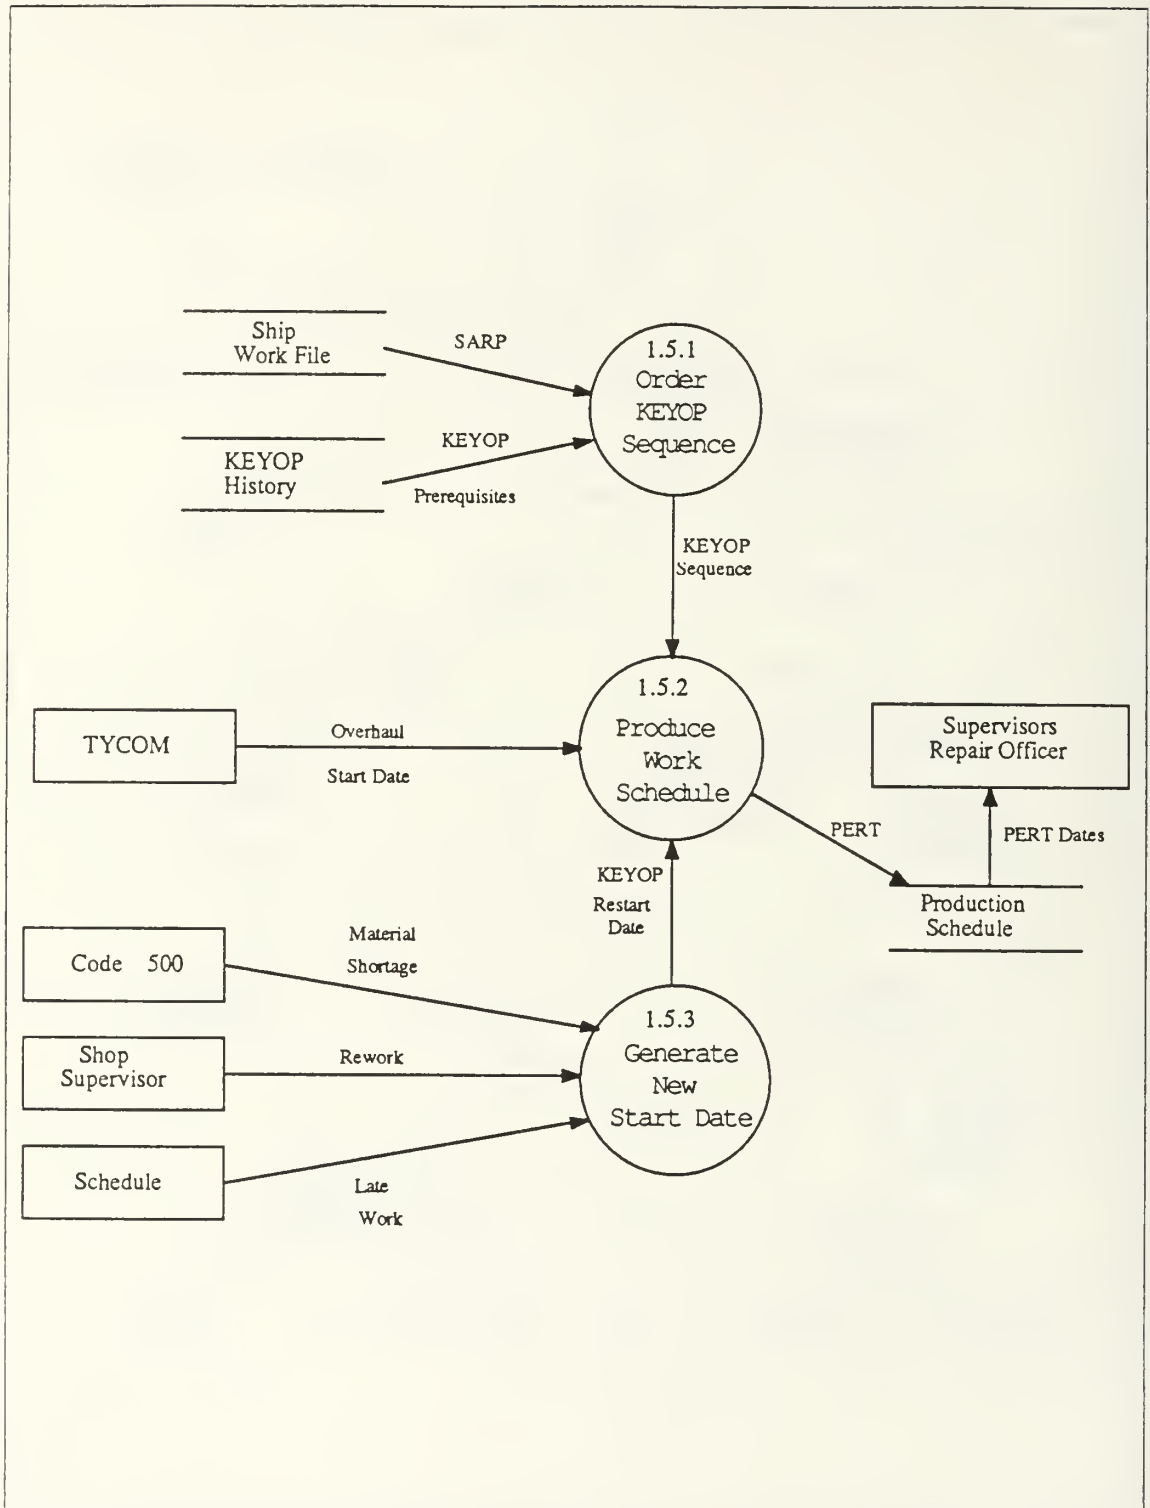 Ship
Work File
SARP
1.5.1
Order
KEYOP
Sequence
KEYOP
History
KEYOP
Prerequisites
KEYOP
Sequence
TYCOM
Overhaul
Start Date
1.5.2
Produce
Work
Schedule
Supervisors
Repair Officer
PERT
PERT Dates
Production
Schedule
KEYOP
Restart
Date
Code 500
Material
Shortage
Shop
Supervisor
Rework
1.5.3
Generate
New
Start Date
Schedule
Late
Work